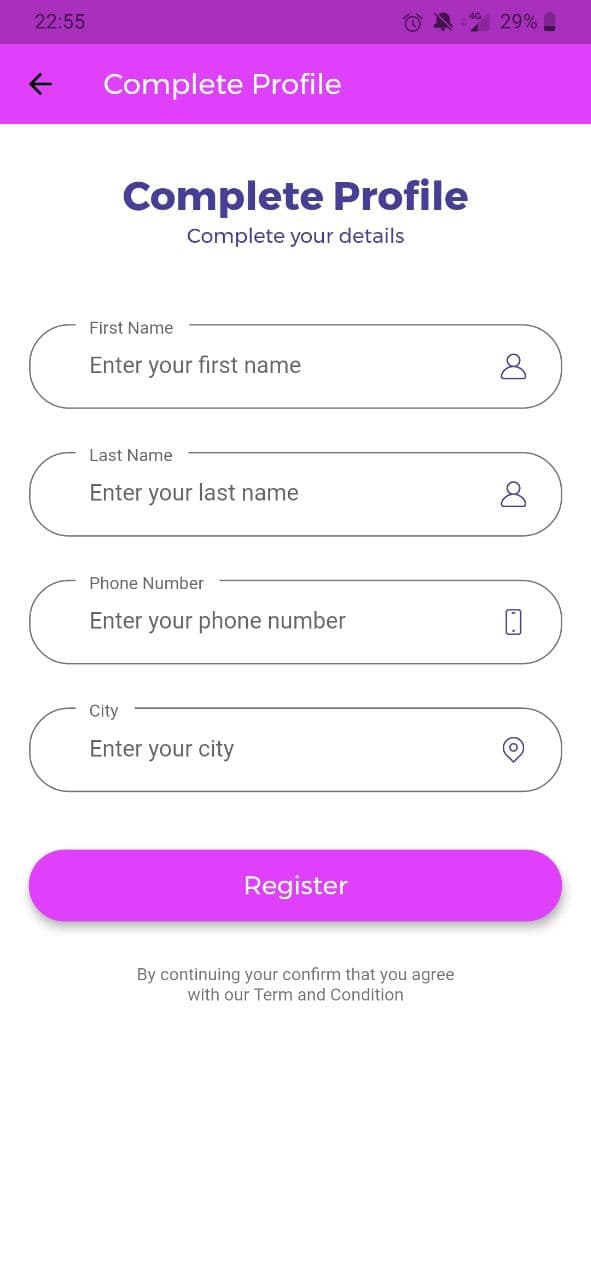 22:55
4G
29%
Complete Profile
Complete Profile
Complete your details
First Name
Enter your first name
Last Name
Enter your last name
Phone Number
Enter your phone number
City
Enter your city
Register
By continuing your confirm that you agree
with our Term and Condition